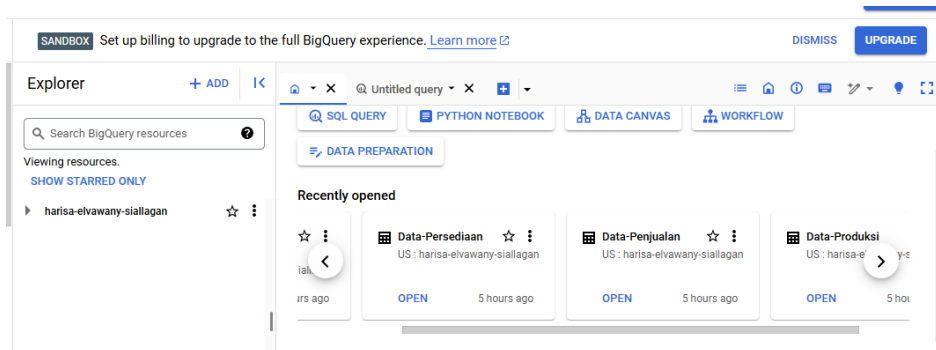 SANDBOX Set up billing to upgrade to the full BigQuery experience. Learn more DISMISS UPGRADE
Explorer + ADD
Untitled query
Search BigQuery resources
Viewing resources.
SHOW STARRED ONLY
harisa-elvawany-siallagan
SQL QUERY PYTHON NOTEBOOK DATA CANVAS WORKFLOW
DATA PREPARATION
Recently opened
Data-Persediaan Data-Penjualan Data-Produksi
US : harisa-elvawany-siallagan US : harisa-elvawany-siallagan US : harisa-e
OPEN 5 hours ago OPEN 5 hours ago OPEN 5